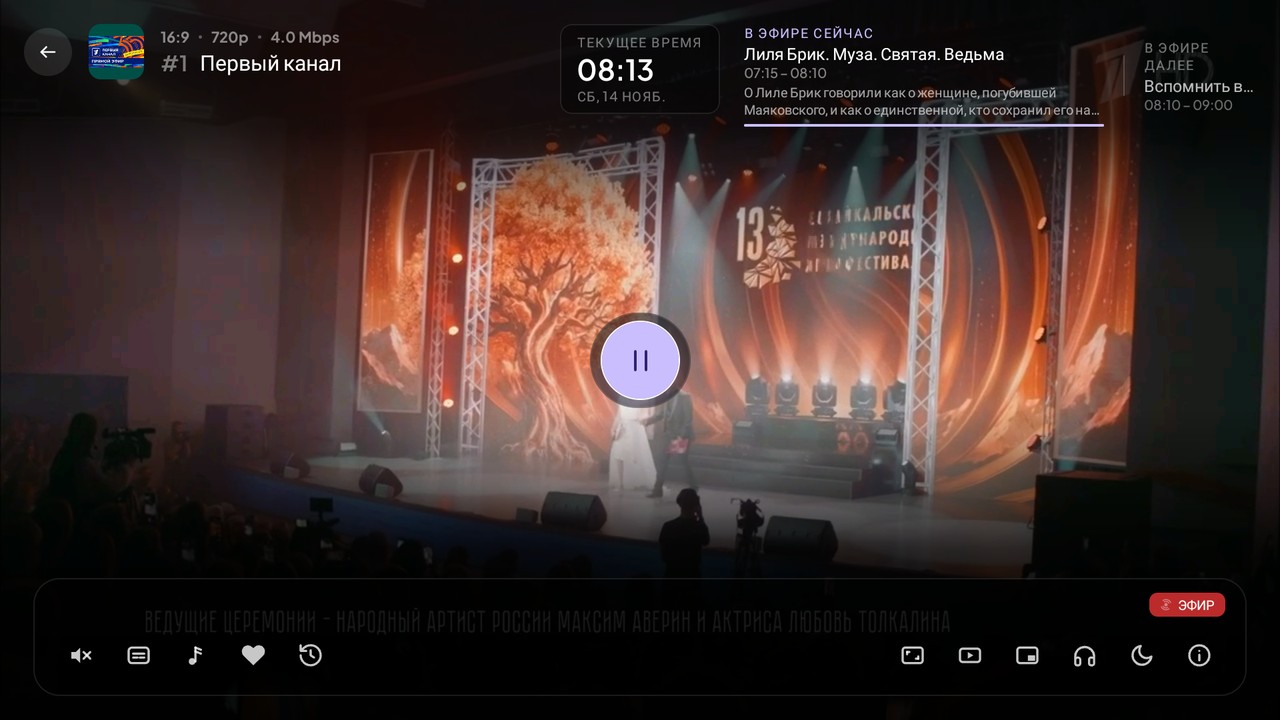 16:9 • 720p • 4.0 Mbps
#1 Первый канал
ТЕКУЩЕЕ ВРЕМЯ
08:13
СБ, 14 НОЯБ.
В ЭФИРЕ СЕЙЧАС
Лиля Брик. Муза. Святая. Ведьма
07:15 – 08:10
О Лиле Брик говорили как о женщине, погубившей
Маяковского, и как о единственной, кто сохранил его на...
В ЭФИРЕ
ДАЛЕЕ
Вспомнить в...
08:10 – 09:00
13
ВЕДУЩИЕ ЦЕРЕМОНИИ - НАРОДНЫЙ АРТИСТ РОССИИ МАКСИМ АВЕРИН И АКТРИСА ЛЮБОВЬ ТОЛКАЛИНА
ЭФИР